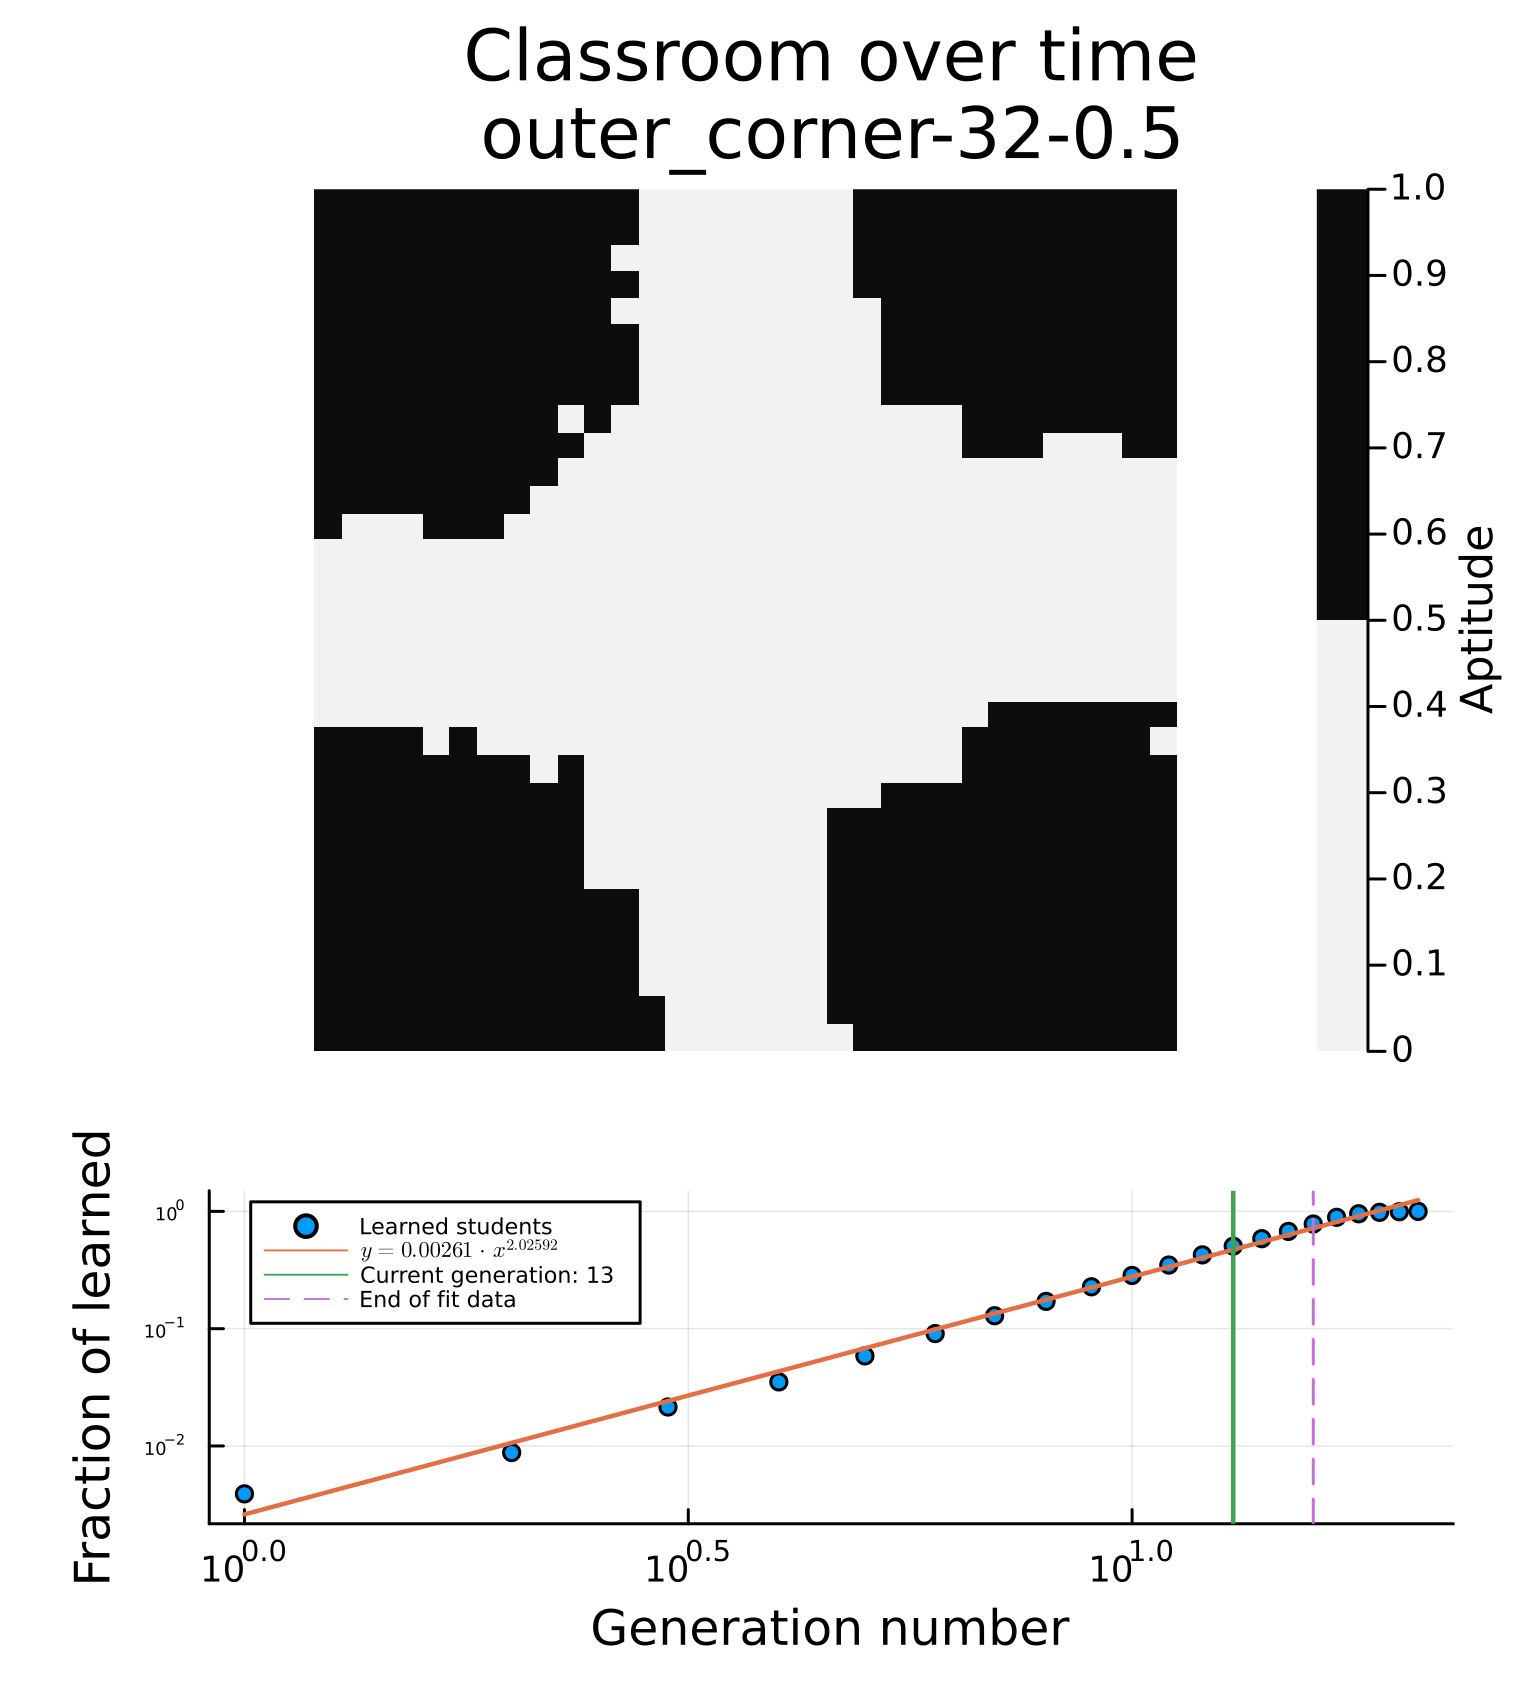 Classroom over time
outer_corner-32-0.5
1.0
0.9
0.8
0.7
0.6
0.5
0.4
0.3
0.2
0.1
0
Aptitude
Fraction of learned
10^0
10^−1
10^−2
Learned students
y = 0.00261 · x^2.02592
Current generation: 13
End of fit data
10^0.0
10^0.5
10^1.0
Generation number